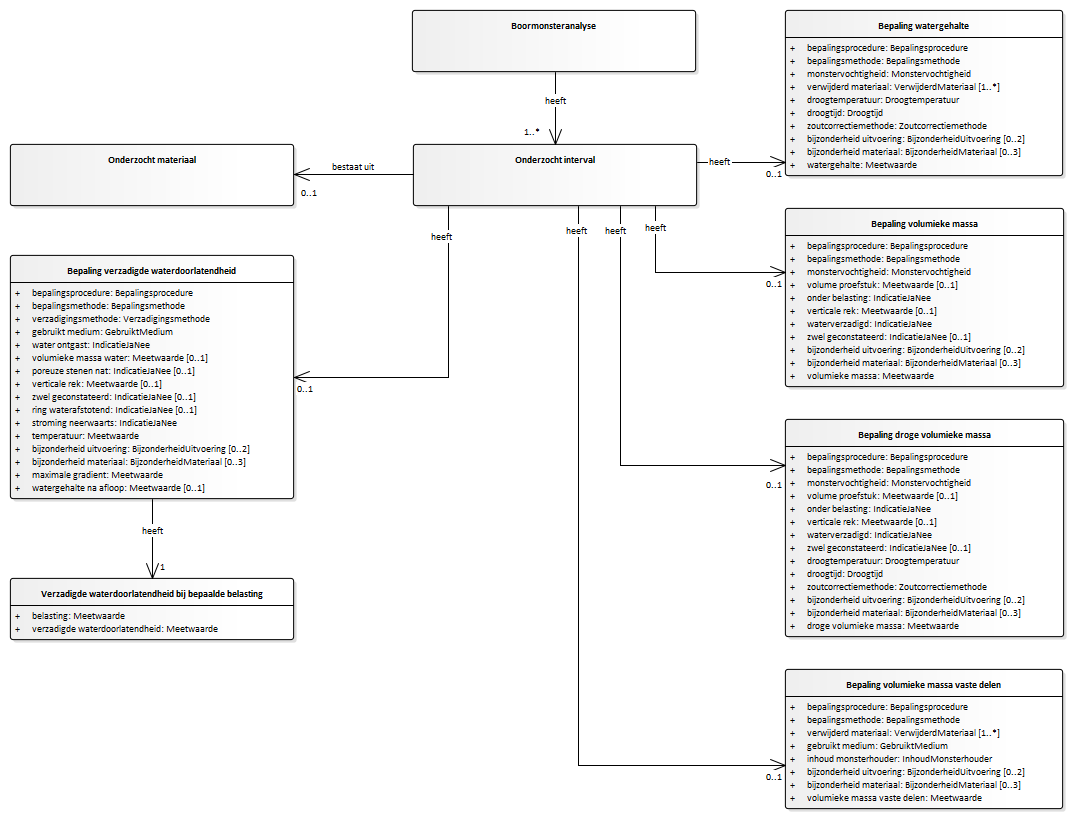 Boormonsteranalyse
heeft
1..*
Onderzocht materiaal
bestaat uit
0..1
Onderzocht interval
heeft
0..1
Bepaling watergehalte
+ bepalingsprocedure: Bepalingsprocedure
+ bepalingsmethode: Bepalingsmethode
+ monstervochtigheid: Monstervochtigheid
+ verwijderd materiaal: VerwijderdMateriaal [1..*]
+ droogtemperatuur: Droogtemperatuur
+ droogtijd: Droogtijd
+ zoutcorrectiemethode: Zoutcorrectiemethode
+ bijzonderheid uitvoering: BijzonderheidUitvoering [0..2]
+ bijzonderheid materiaal: BijzonderheidMateriaal [0..3]
+ watergehalte: Meetwaarde
heeft
heeft
heeft
heeft
0..1
Bepaling volumieke massa
+ bepalingsprocedure: Bepalingsprocedure
+ bepalingsmethode: Bepalingsmethode
+ monstervochtigheid: Monstervochtigheid
+ volume proefstuk: Meetwaarde [0..1]
+ onder belasting: IndicatieJaNee
+ verticale rek: Meetwaarde [0..1]
+ waterverzadigd: IndicatieJaNee
+ zwel geconstateerd: IndicatieJaNee [0..1]
+ bijzonderheid uitvoering: BijzonderheidUitvoering [0..2]
+ bijzonderheid materiaal: BijzonderheidMateriaal [0..3]
+ volumieke massa: Meetwaarde
Bepaling verzadigde waterdoorlatendheid
+ bepalingsprocedure: Bepalingsprocedure
+ bepalingsmethode: Bepalingsmethode
+ verzadigingsmethode: Verzadigingsmethode
+ gebruikt medium: GebruiktMedium
+ water ontgast: IndicatieJaNee
+ volumieke massa water: Meetwaarde [0..1]
+ poreuze stenen nat: IndicatieJaNee [0..1]
+ verticale rek: Meetwaarde [0..1]
+ zwel geconstateerd: IndicatieJaNee [0..1]
+ ring waterafstotend: IndicatieJaNee [0..1]
+ stroming neerwaarts: IndicatieJaNee
+ temperatuur: Meetwaarde
+ bijzonderheid uitvoering: BijzonderheidUitvoering [0..2]
+ bijzonderheid materiaal: BijzonderheidMateriaal [0..3]
+ maximale gradient: Meetwaarde
+ watergehalte na afloop: Meetwaarde [0..1]
0..1
heeft
1
Verzadigde waterdoorlatendheid bij bepaalde belasting
+ belasting: Meetwaarde
+ verzadigde waterdoorlatendheid: Meetwaarde
0..1
Bepaling droge volumieke massa
+ bepalingsprocedure: Bepalingsprocedure
+ bepalingsmethode: Bepalingsmethode
+ monstervochtigheid: Monstervochtigheid
+ volume proefstuk: Meetwaarde [0..1]
+ onder belasting: IndicatieJaNee
+ verticale rek: Meetwaarde [0..1]
+ waterverzadigd: IndicatieJaNee
+ zwel geconstateerd: IndicatieJaNee [0..1]
+ droogtemperatuur: Droogtemperatuur
+ droogtijd: Droogtijd
+ zoutcorrectiemethode: Zoutcorrectiemethode
+ bijzonderheid uitvoering: BijzonderheidUitvoering [0..2]
+ bijzonderheid materiaal: BijzonderheidMateriaal [0..3]
+ droge volumieke massa: Meetwaarde
0..1
Bepaling volumieke massa vaste delen
+ bepalingsprocedure: Bepalingsprocedure
+ bepalingsmethode: Bepalingsmethode
+ verwijderd materiaal: VerwijderdMateriaal [1..*]
+ gebruikt medium: GebruiktMedium
+ inhoud monsterhouder: InhoudMonsterhouder
+ bijzonderheid uitvoering: BijzonderheidUitvoering [0..2]
+ bijzonderheid materiaal: BijzonderheidMateriaal [0..3]
+ volumieke massa vaste delen: Meetwaarde